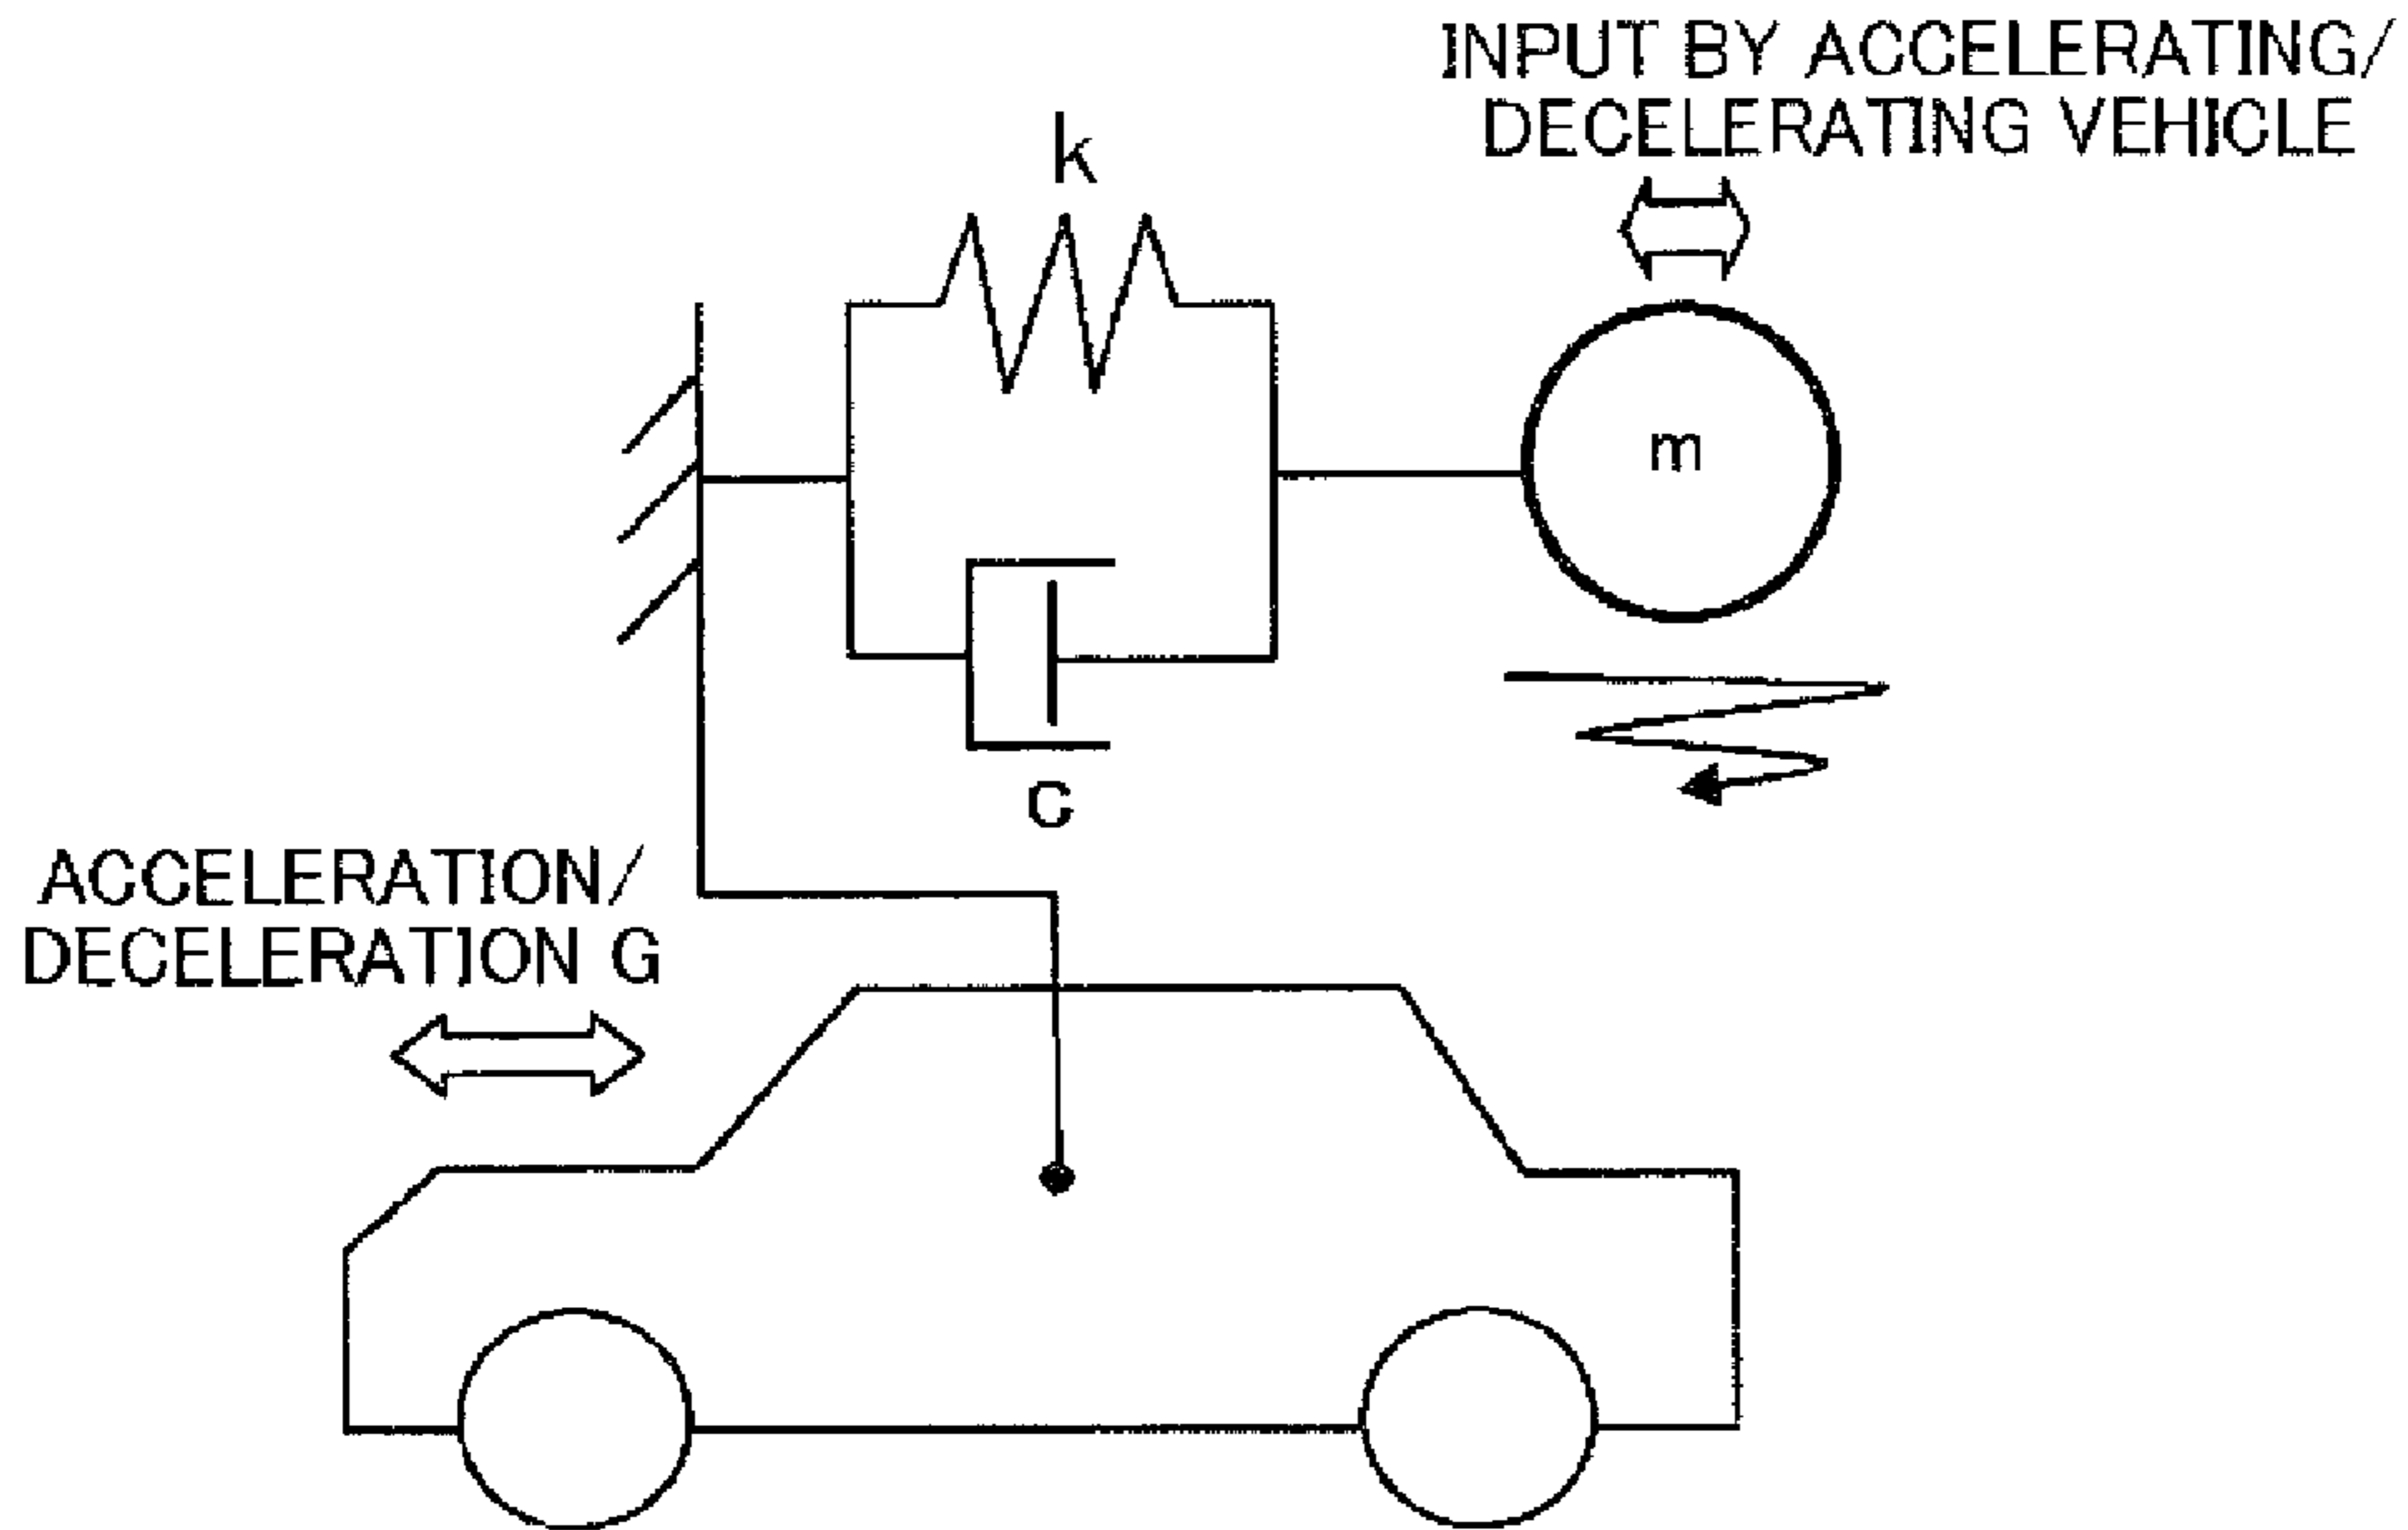 INPUT BY ACCELERATING/
DECELERATING VEHICLE
k
m
c
ACCELERATION/
DECELERATION G